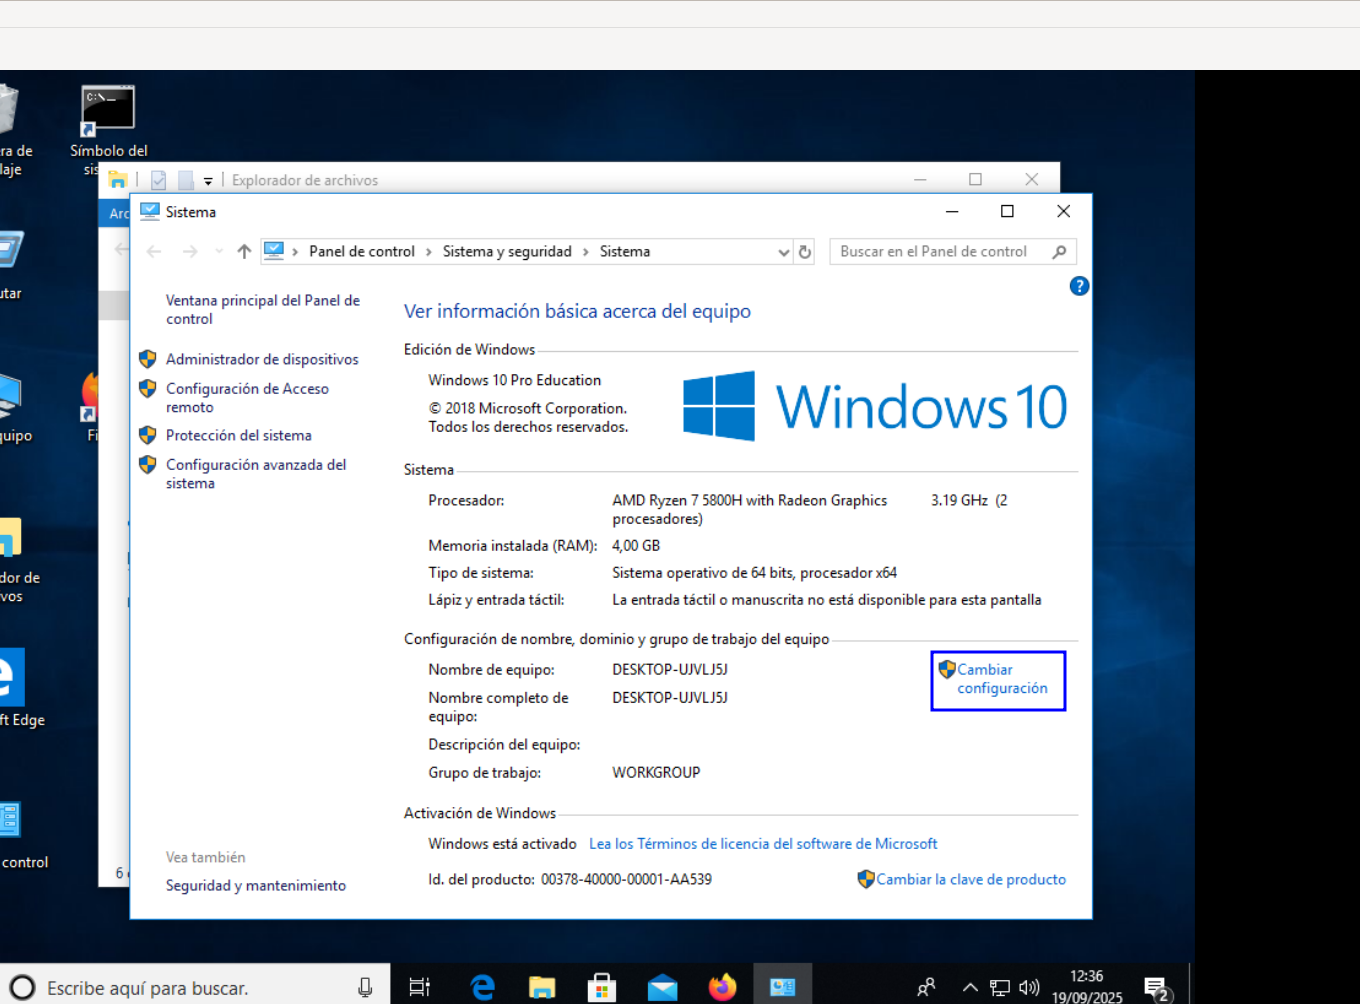 C:\
ra de
laje
Símbolo del
sis
Explorador de archivos
Arc
Sistema
Panel de control > Sistema y seguridad > Sistema
Buscar en el Panel de control
?
Ventana principal del Panel de
control
Administrador de dispositivos
Configuración de Acceso
remoto
Protección del sistema
Configuración avanzada del
sistema
Ver información básica acerca del equipo
Edición de Windows
Windows 10 Pro Education
© 2018 Microsoft Corporation.
Todos los derechos reservados.
Windows 10
Sistema
Procesador: AMD Ryzen 7 5800H with Radeon Graphics 3.19 GHz (2
procesadores)
Memoria instalada (RAM): 4,00 GB
Tipo de sistema: Sistema operativo de 64 bits, procesador x64
Lápiz y entrada táctil: La entrada táctil o manuscrita no está disponible para esta pantalla
Configuración de nombre, dominio y grupo de trabajo del equipo
Nombre de equipo: DESKTOP-UJVLJ5J
Cambiar
configuración
Nombre completo de DESKTOP-UJVLJ5J
equipo:
Descripción del equipo:
Grupo de trabajo: WORKGROUP
Activación de Windows
Windows está activado Lea los Términos de licencia del software de Microsoft
Id. del producto: 00378-40000-00001-AA539
Cambiar la clave de producto
Vea también
Seguridad y mantenimiento
utar
quipo
Fi
dor de
vos
ft Edge
control
6
Escribe aquí para buscar.
12:36
19/09/2025
2